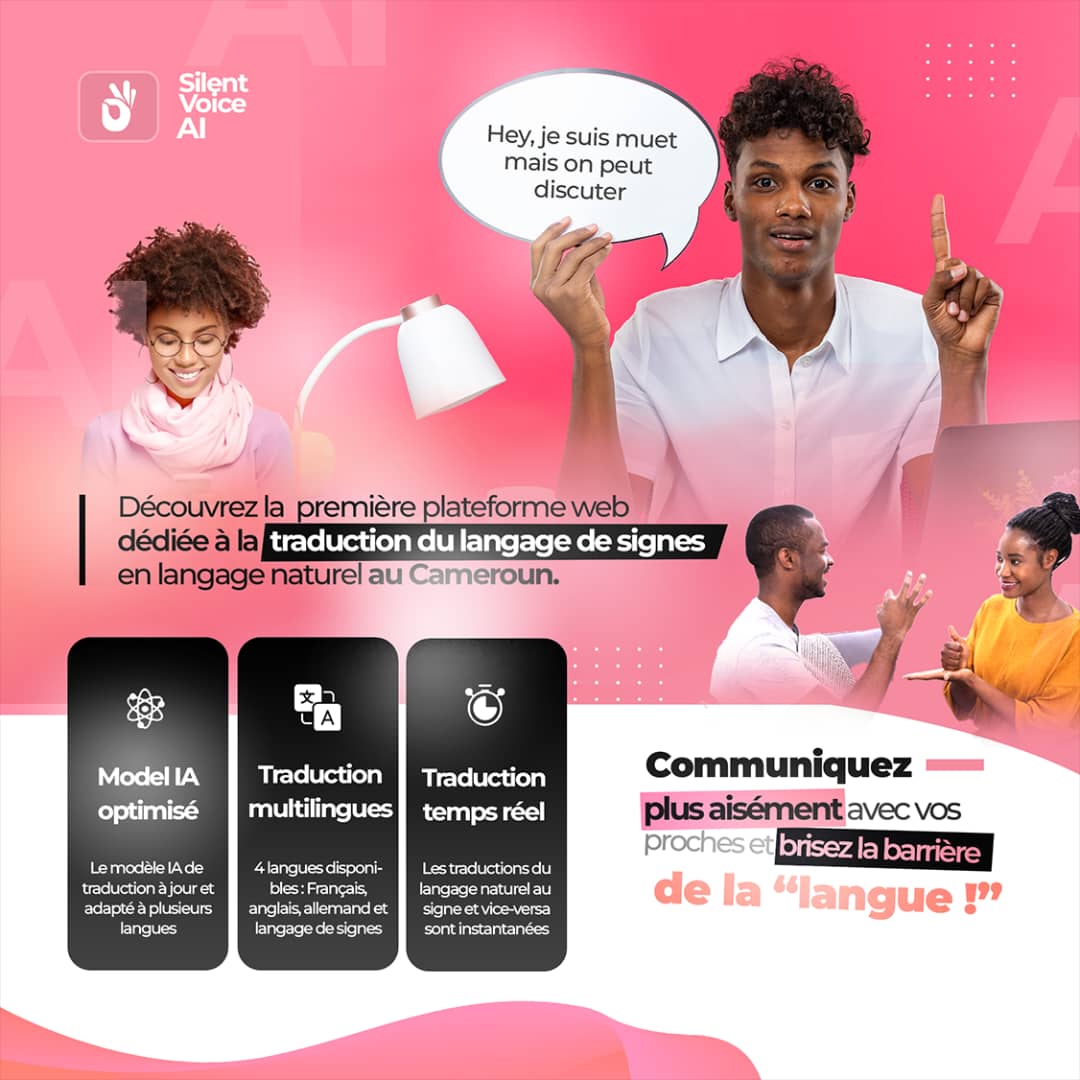 Silent
Voice
AI
Hey, je suis muet
mais on peut
discuter
Découvrez la première plateforme web
dédiée à la traduction du langage de signes
en langage naturel au Cameroun.
Model IA
optimisé
Le modèle IA de
traduction à jour et
adapté à plusieurs
langues
Traduction
multilingues
4 langues disponi-
bles : Français,
anglais, allemand et
langage de signes
Traduction
temps réel
Les traductions du
langage naturel au
signe et vice-versa
sont instantanées
Communiquez
plus aisément avec vos
proches et brisez la barrière
de la “langue !”
AI
AI
A
A